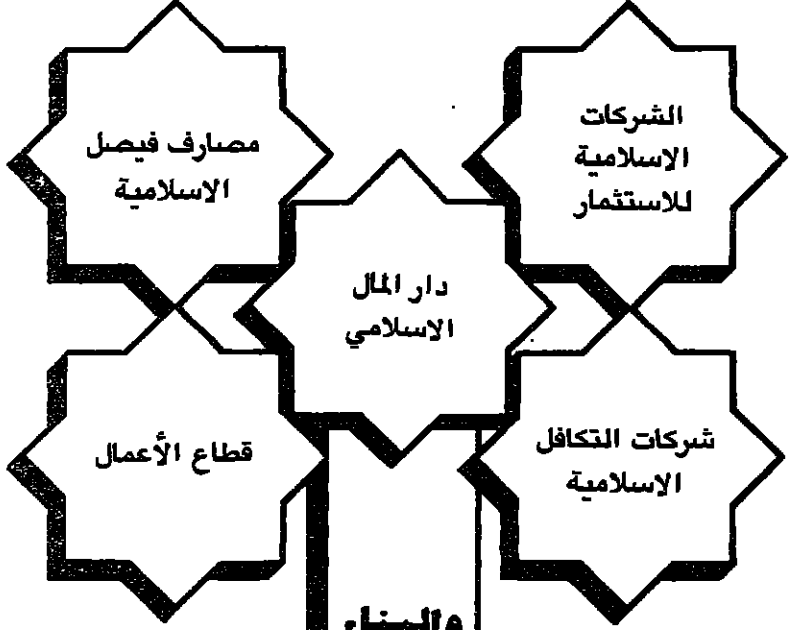 الشركات
الاسلامية
للاستثمار
مصارف فيصل
الاسلامية
دار المال
الاسلامي
شركات التكافل
الاسلامية
قطاع الأعمال